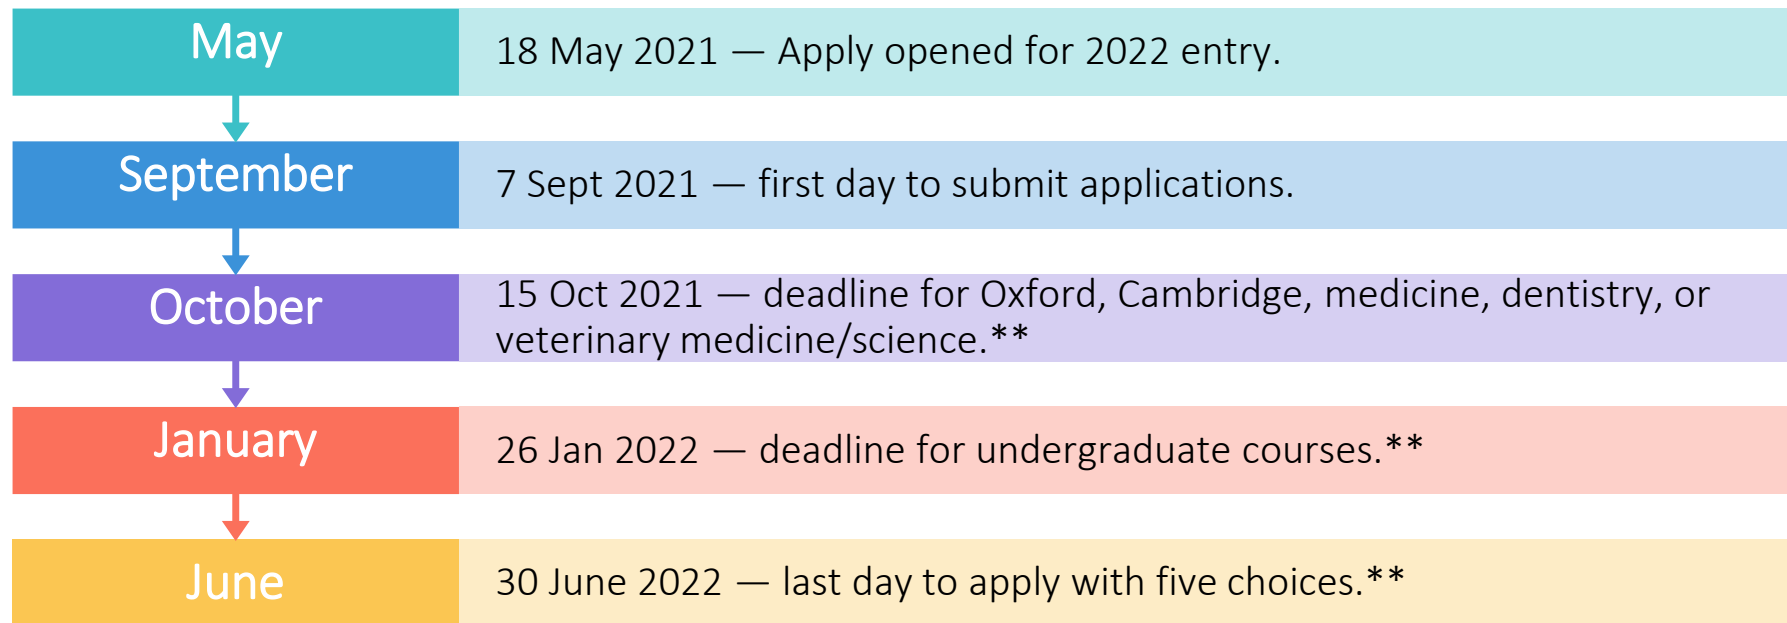 May
18 May 2021 — Apply opened for 2022 entry.
September
7 Sept 2021 — first day to submit applications.
October
15 Oct 2021 — deadline for Oxford, Cambridge, medicine, dentistry, or
veterinary medicine/science.**
January
26 Jan 2022 — deadline for undergraduate courses.**
June
30 June 2022 — last day to apply with five choices.**